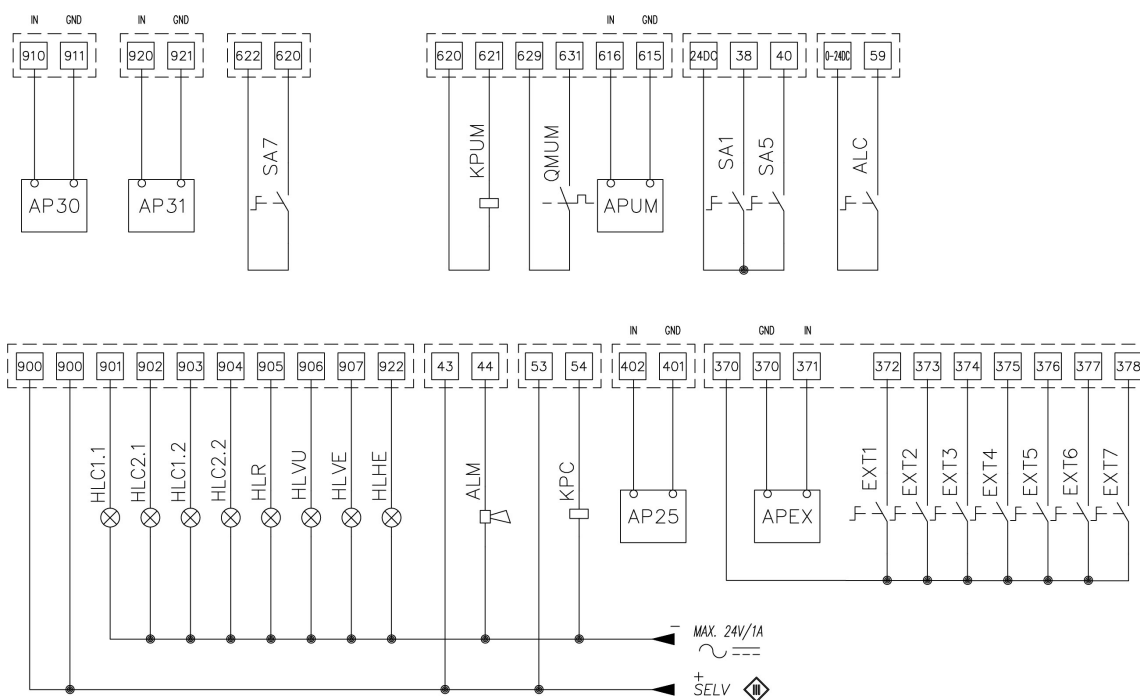 IN GND IN GND IN GND
910 911 920 921 622 620 620 621 629 631 616 615 24DC 38 40 0-24DC 59
SA7 KPUM QMUM SA1 SA5 ALC
AP30 AP31 APUM
IN GND GND IN
900 900 901 902 903 904 905 906 907 922 43 44 53 54 402 401 370 370 371 372 373 374 375 376 377 378
HLC1.1 HLC2.1 HLC1.2 HLC2.2 HLR HLVU HLVE HLHE ALM KPC EXT1 EXT2 EXT3 EXT4 EXT5 EXT6 EXT7
AP25 APEX
− MAX. 24V/1A
+
SELV III